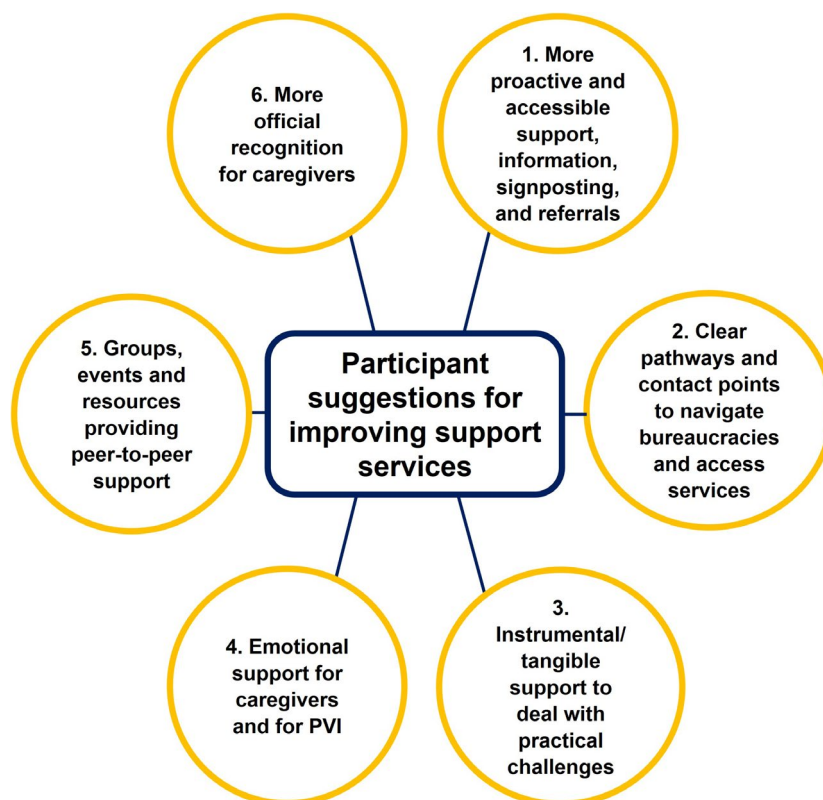 Participant
suggestions for
improving support
services
1. More
proactive and
accessible
support,
information,
signposting,
and referrals
2. Clear
pathways and
contact points
to navigate
bureaucracies
and access
services
3.
Instrumental/
tangible
support to
deal with
practical
challenges
4. Emotional
support for
caregivers
and for PVI
5. Groups,
events and
resources
providing
peer-to-peer
support
6. More
official
recognition
for caregivers